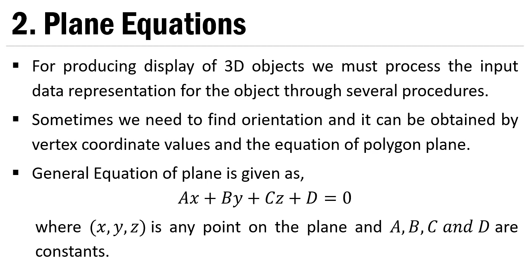 2. Plane Equations
▪ For producing display of 3D objects we must process the input
data representation for the object through several procedures.
▪ Sometimes we need to find orientation and it can be obtained by
vertex coordinate values and the equation of polygon plane.
▪ General Equation of plane is given as,
Ax + By + Cz + D = 0
where (x, y, z) is any point on the plane and A, B, C and D are
constants.